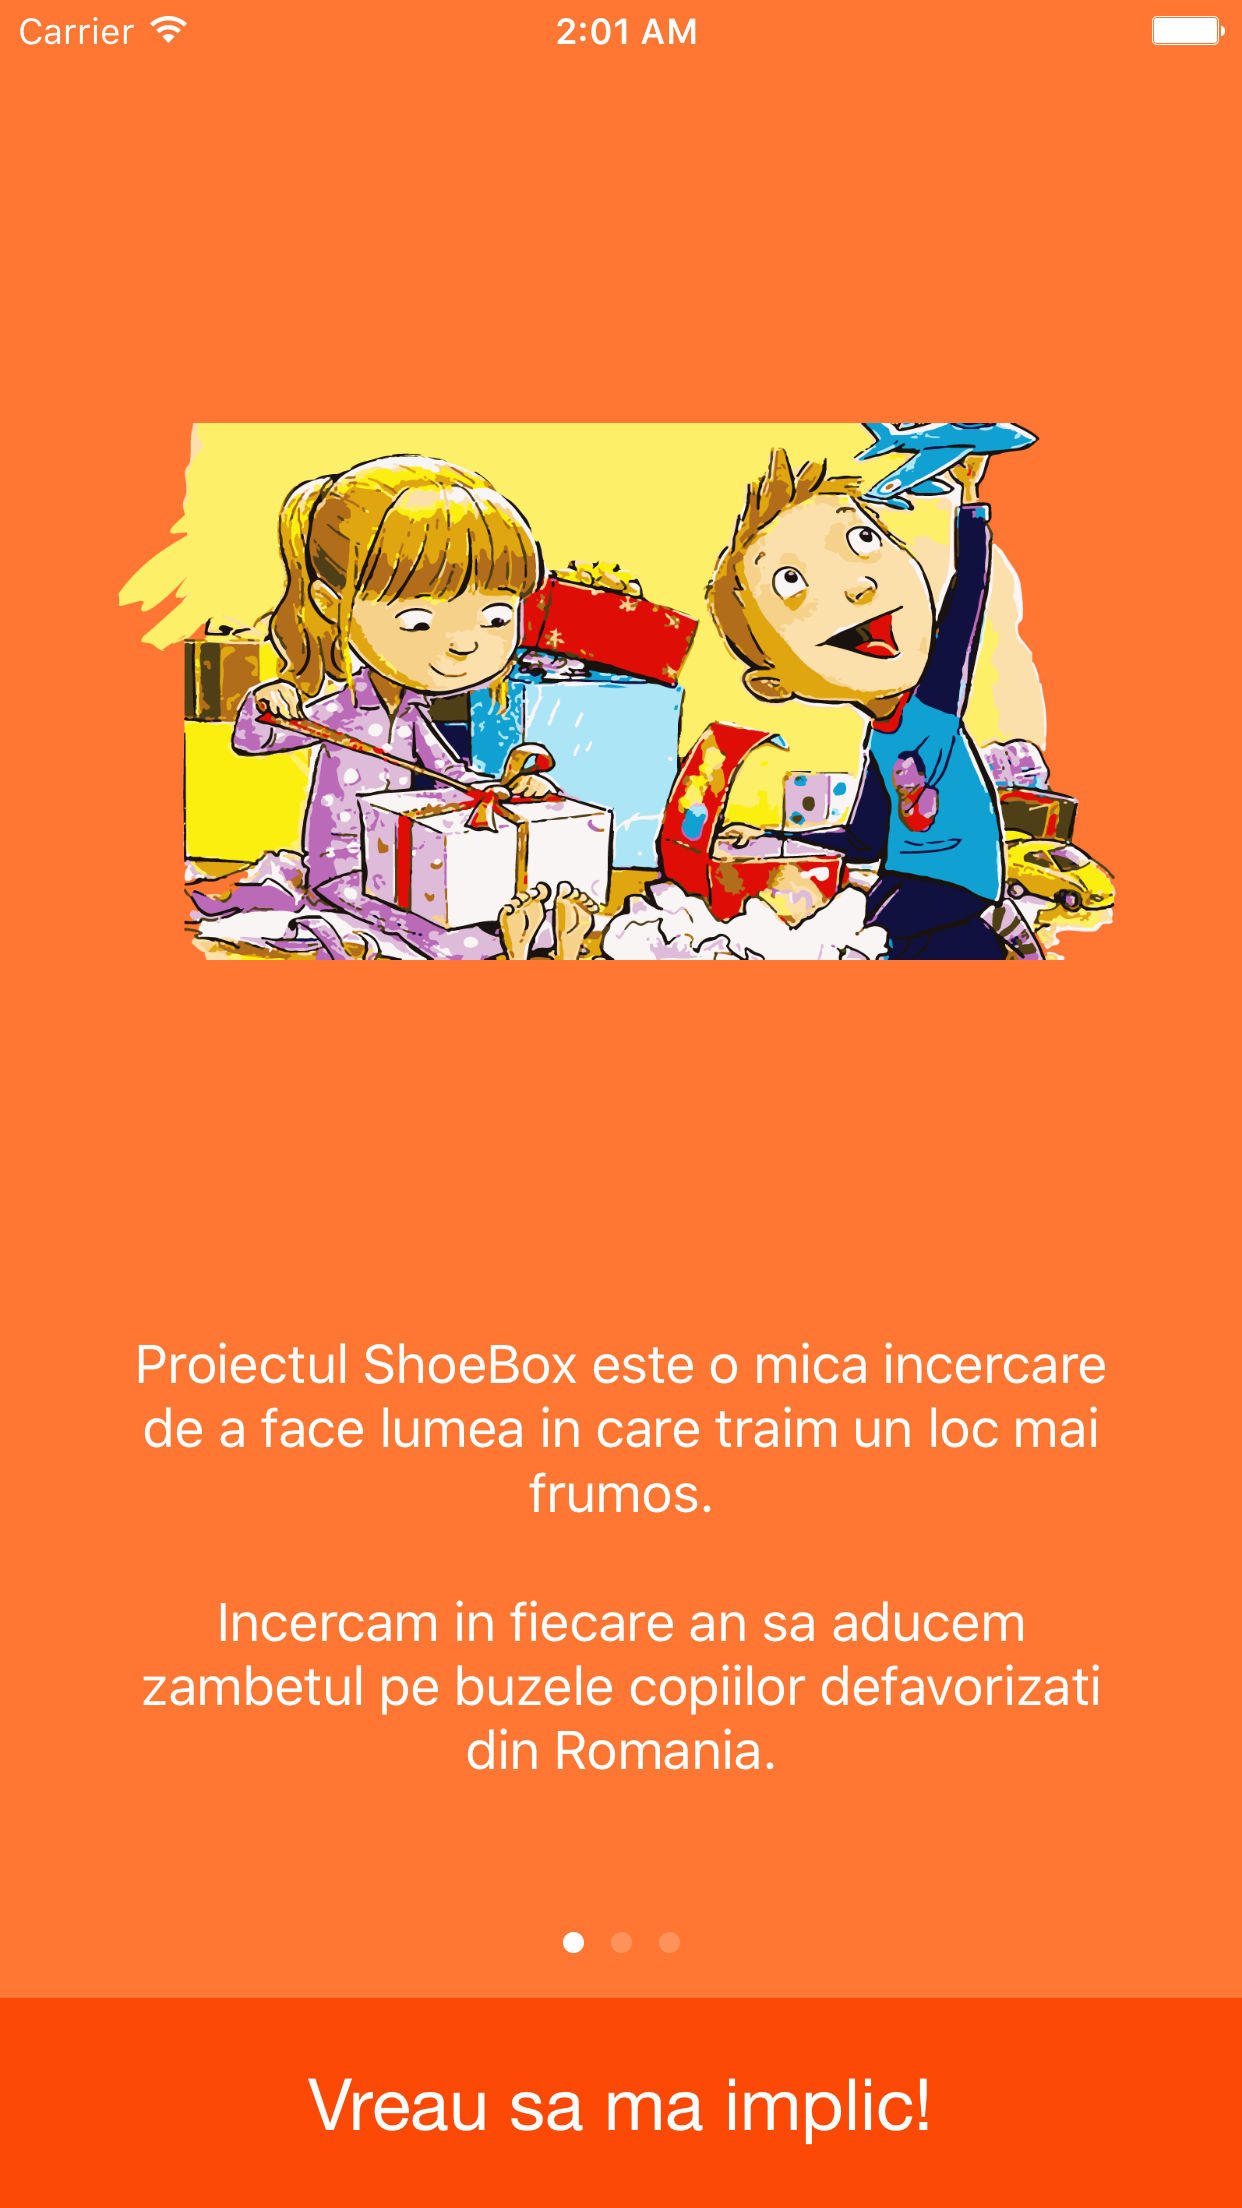 Carrier
2:01 AM
Proiectul ShoeBox este o mica incercare
de a face lumea in care traim un loc mai
frumos.
Incercam in fiecare an sa aducem
zambetul pe buzele copiilor defavorizati
din Romania.
Vreau sa ma implic!